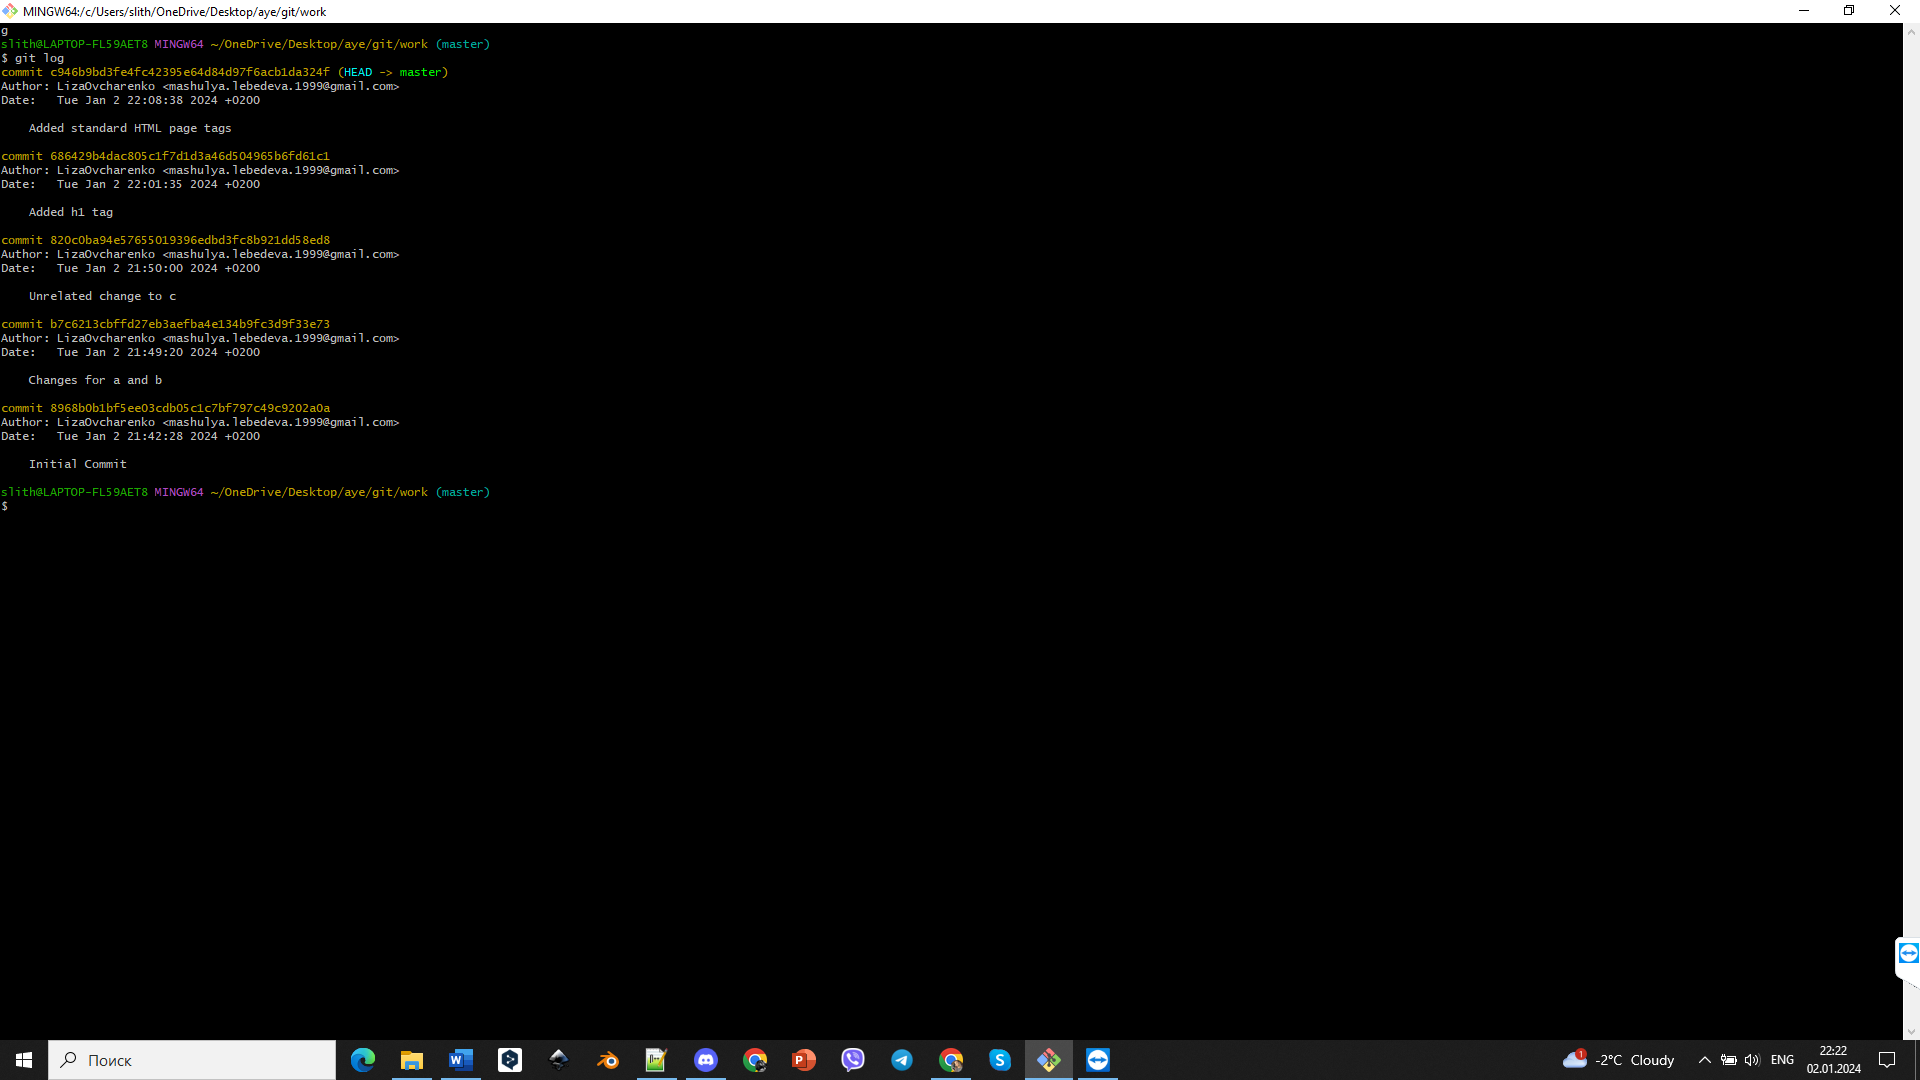 MINGW64:/c/Users/slith/OneDrive/Desktop/aye/git/work
g
slith@LAPTOP-FL59AET8 MINGW64 ~/OneDrive/Desktop/aye/git/work (master)
$ git log
commit c946b9bd3fe4fc42395e64d84d97f6acb1da324f (HEAD -> master)
Author: LizaOvcharenko <mashulya.lebedeva.1999@gmail.com>
Date:   Tue Jan 2 22:08:38 2024 +0200
Added standard HTML page tags
commit 686429b4dac805c1f7d1d3a46d504965b6fd61c1
Author: LizaOvcharenko <mashulya.lebedeva.1999@gmail.com>
Date:   Tue Jan 2 22:01:35 2024 +0200
Added h1 tag
commit 820c0ba94e57655019396edbd3fc8b921dd58ed8
Author: LizaOvcharenko <mashulya.lebedeva.1999@gmail.com>
Date:   Tue Jan 2 21:50:00 2024 +0200
Unrelated change to c
commit b7c6213cbffd27eb3aefba4e134b9fc3d9f33e73
Author: LizaOvcharenko <mashulya.lebedeva.1999@gmail.com>
Date:   Tue Jan 2 21:49:20 2024 +0200
Changes for a and b
commit 8968b0b1bf5ee03cdb05c1c7bf797c49c9202a0a
Author: LizaOvcharenko <mashulya.lebedeva.1999@gmail.com>
Date:   Tue Jan 2 21:42:28 2024 +0200
Initial Commit
slith@LAPTOP-FL59AET8 MINGW64 ~/OneDrive/Desktop/aye/git/work (master)
$
Поиск
1
-2°C Cloudy
ENG
22:22
02.01.2024